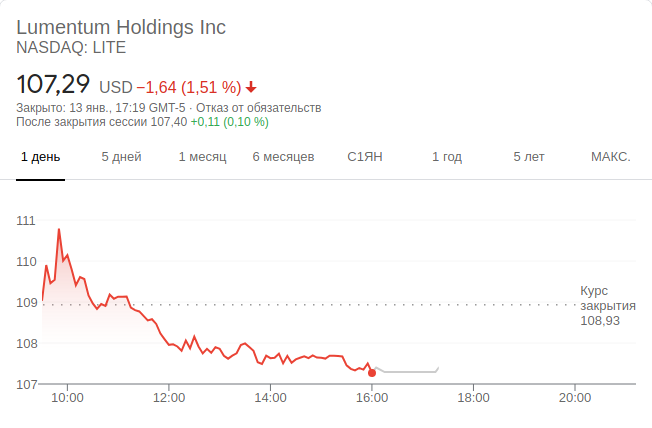 Lumentum Holdings Inc
NASDAQ: LITE
107,29 USD −1,64 (1,51 %)
Закрыто: 13 янв., 17:19 GMT-5 · Отказ от обязательств
После закрытия сессии 107,40 +0,11 (0,10 %)
1 день 5 дней 1 месяц 6 месяцев С1ЯН 1 год 5 лет МАКС.
111
110
109
108
107
Курс
закрытия
108,93
10:00 12:00 14:00 16:00 18:00 20:00